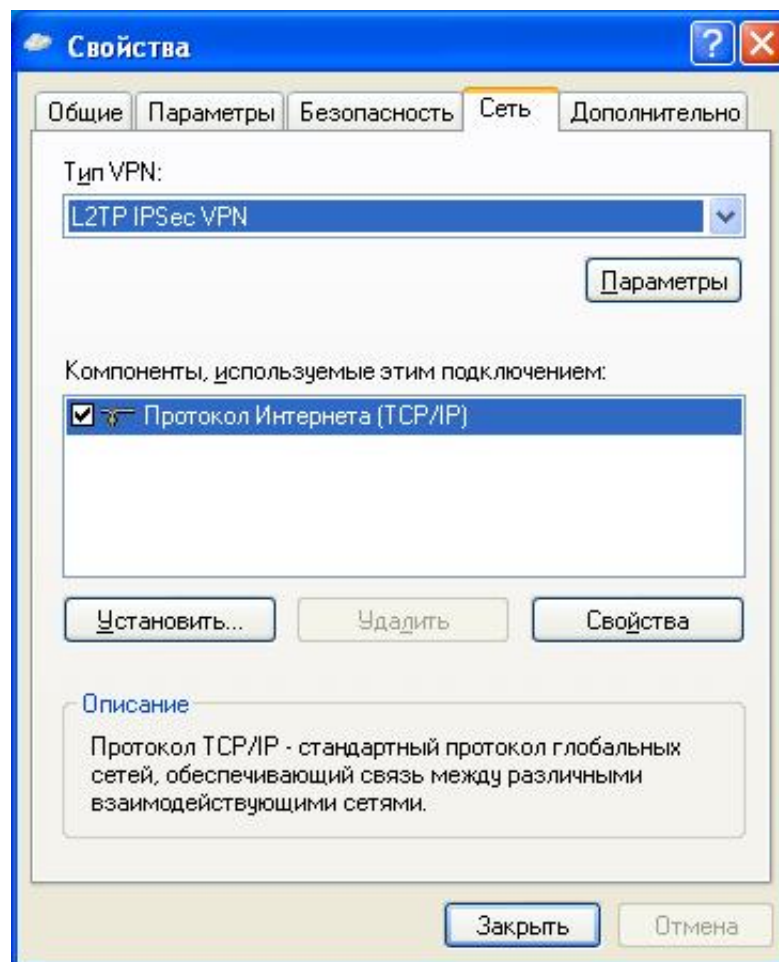 Свойства
Общие Параметры Безопасность Сеть Дополнительно
Тип VPN:
L2TP IPSec VPN
Параметры
Компоненты, используемые этим подключением:
Протокол Интернета (TCP/IP)
Установить... Удалить Свойства
Описание
Протокол TCP/IP - стандартный протокол глобальных
сетей, обеспечивающий связь между различными
взаимодействующими сетями.
Закрыть Отмена